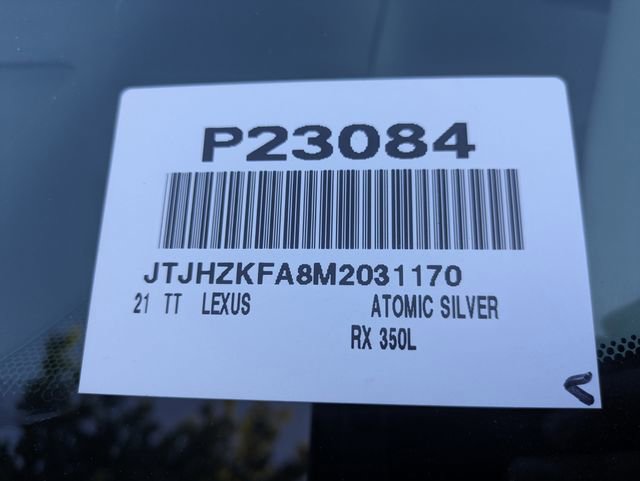 P23084
JTJHZKFA8M2031170
21 TT LEXUS ATOMIC SILVER
RX 350L